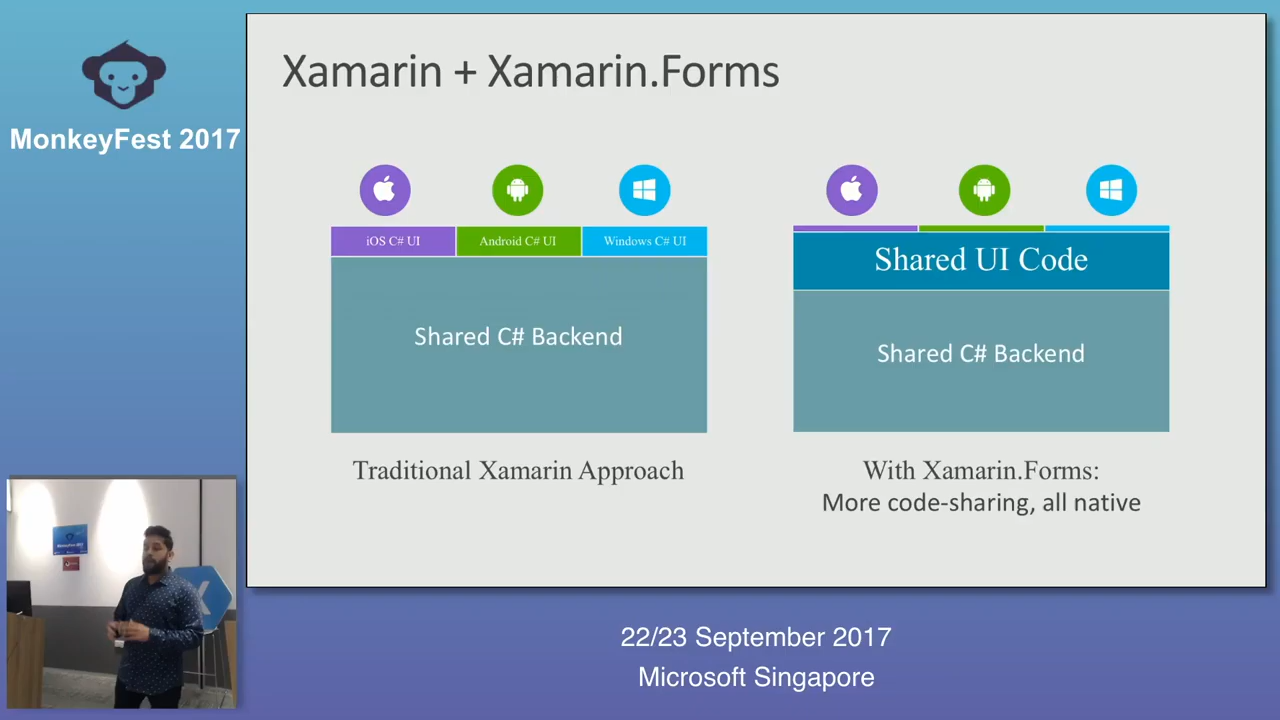 MonkeyFest 2017
Xamarin + Xamarin.Forms
iOS C# UI
Android C# UI
Windows C# UI
Shared C# Backend
Traditional Xamarin Approach
Shared UI Code
Shared C# Backend
With Xamarin.Forms:
More code-sharing, all native
22/23 September 2017
Microsoft Singapore